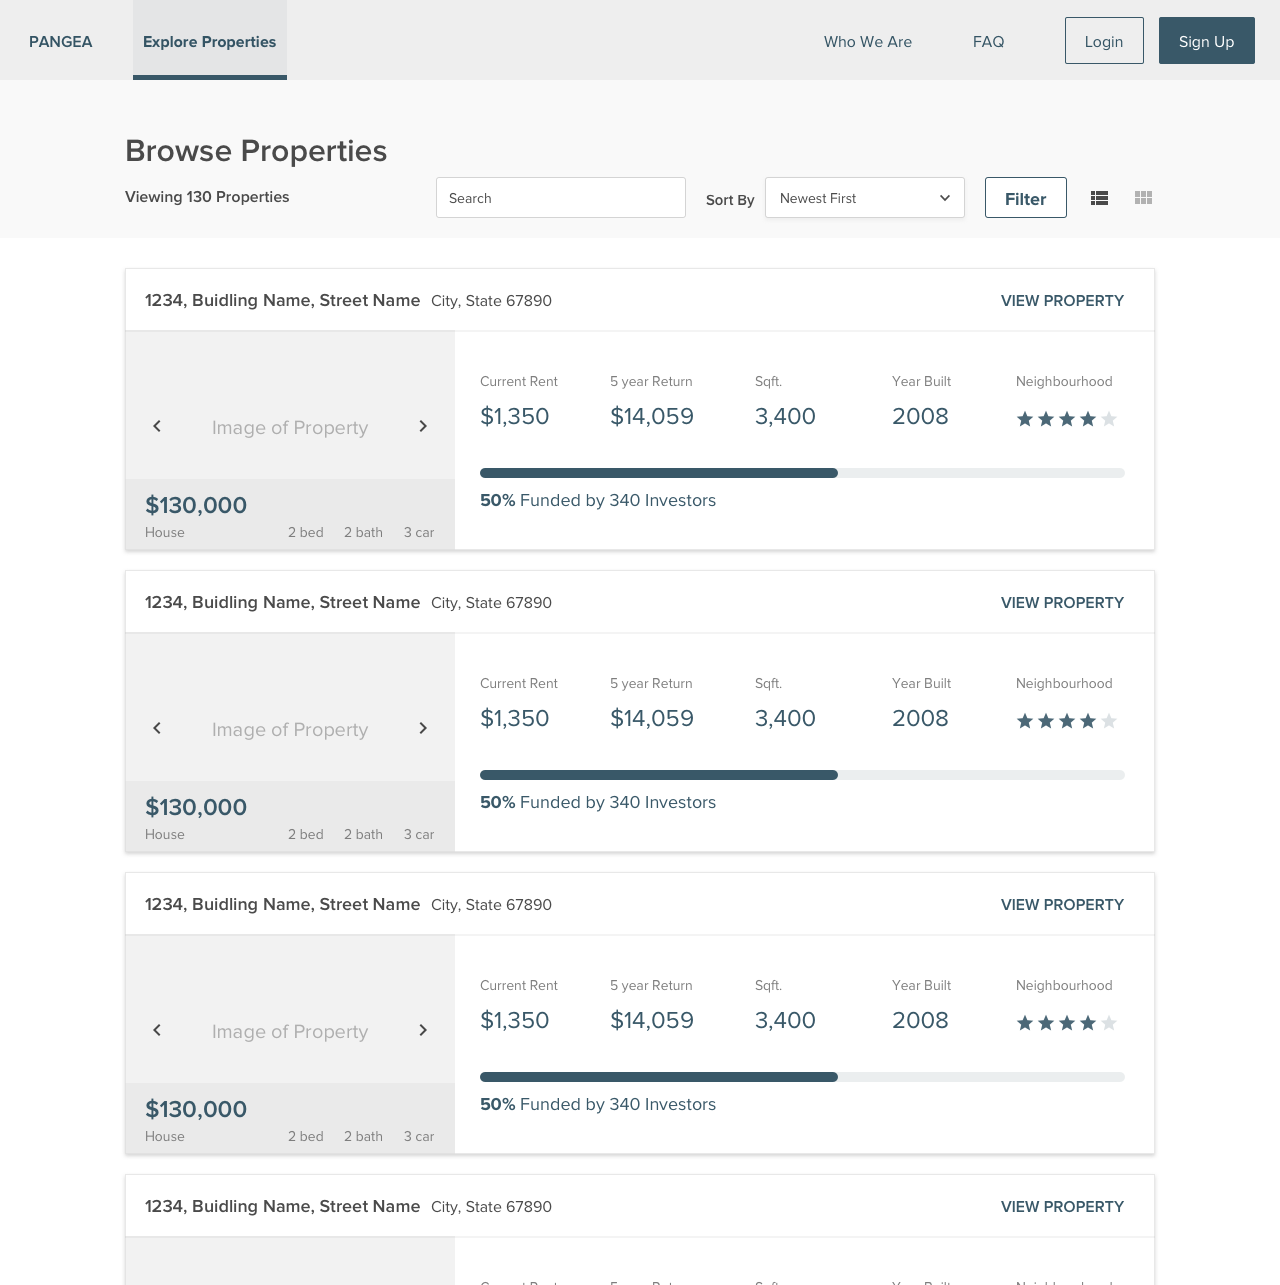 PANGEA Explore Properties Who We Are FAQ Login Sign Up
Browse Properties
Viewing 130 Properties Search Sort By Newest First Filter
1234, Buidling Name, Street Name City, State 67890 VIEW PROPERTY
Current Rent 5 year Return Sqft. Year Built Neighbourhood
$1,350 $14,059 3,400 2008
Image of Property
50% Funded by 340 Investors
$130,000
House 2 bed 2 bath 3 car
1234, Buidling Name, Street Name City, State 67890 VIEW PROPERTY
Current Rent 5 year Return Sqft. Year Built Neighbourhood
$1,350 $14,059 3,400 2008
Image of Property
50% Funded by 340 Investors
$130,000
House 2 bed 2 bath 3 car
1234, Buidling Name, Street Name City, State 67890 VIEW PROPERTY
Current Rent 5 year Return Sqft. Year Built Neighbourhood
$1,350 $14,059 3,400 2008
Image of Property
50% Funded by 340 Investors
$130,000
House 2 bed 2 bath 3 car
1234, Buidling Name, Street Name City, State 67890 VIEW PROPERTY